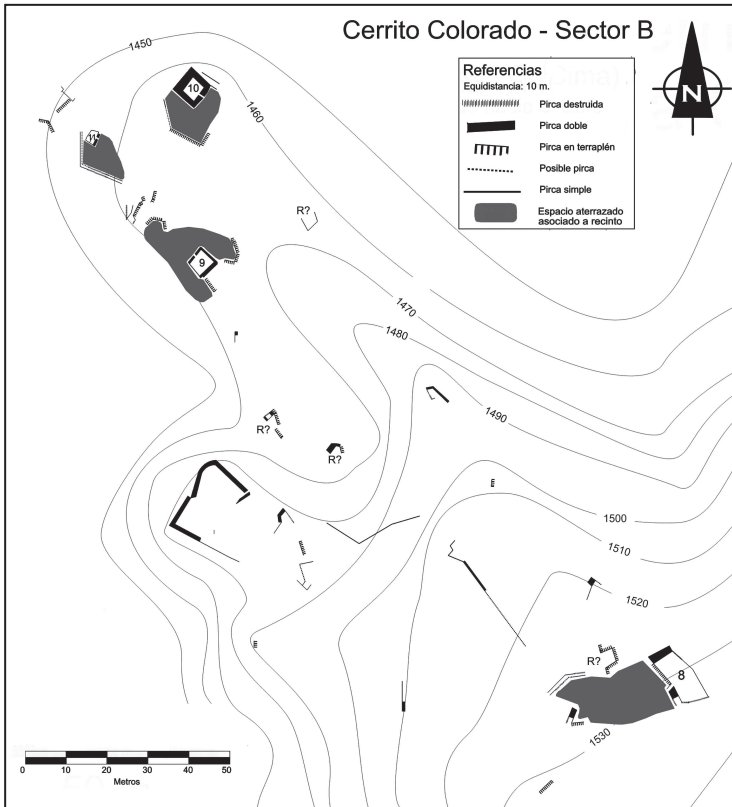 Cerrito Colorado - Sector B
Referencias
Equidistancia: 10 m.
Pirca destruida
Pirca doble
Pirca en terraplén
Posible pirca
Pirca simple
Espacio aterrazado
asociado a recinto
N
1450
10
1460
11
R?
9
1470
1480
1490
R?
R?
1500
1510
1520
R?
8
1530
0 10 20 30 40 50
Metros